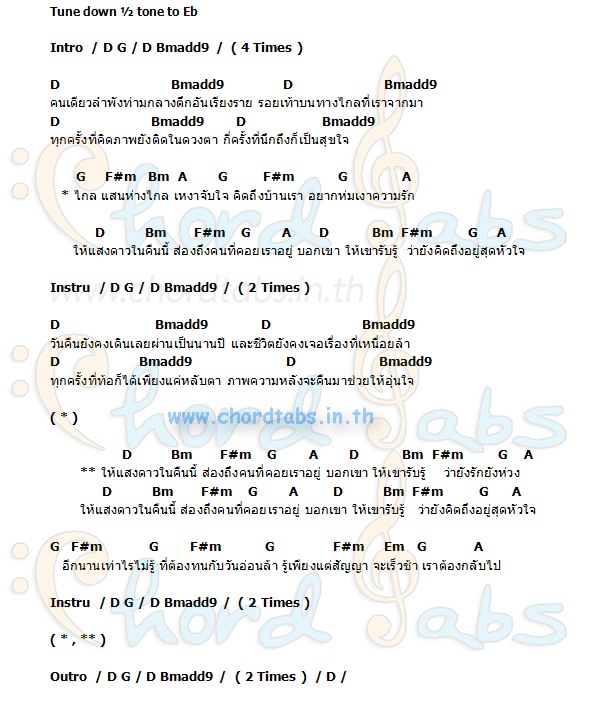 Tune down ½ tone to Eb
Intro / D G / D Bmadd9 / ( 4 Times )
D Bmadd9 D Bmadd9
คนเดียวลำพังท่ามกลางดึกอันเรียงราย รอยเท้าบนทางไกลที่เราจากมา
D Bmadd9 D Bmadd9
ทุกครั้งที่คิดภาพยังติดในดวงตา กี่ครั้งที่นึกถึงก็เป็นสุขใจ
G F#m Bm A G F#m G A
* ไกล แสนห่างไกล เหงาจับใจ คิดถึงบ้านเรา อยากห่มเงาความรัก
D Bm F#m G A D Bm F#m G A
ให้แสงดาวในคืนนี้ ส่องถึงคนที่คอยเราอยู่ บอกเขา ให้เขารับรู้ ว่ายังคิดถึงอยู่สุดหัวใจ
www.chordtabs.in.th
Instru / D G / D Bmadd9 / ( 2 Times )
D Bmadd9 D Bmadd9
วันคืนยังคงเดินเลยผ่านเป็นนานปี และชีวิตยังคงเจอเรื่องที่เหนื่อยล้า
D Bmadd9 D Bmadd9
ทุกครั้งที่ท้อก็ได้เพียงแค่หลับตา ภาพความหลังจะคืนมาช่วยให้อุ่นใจ
( * )
www.chordtabs.in.th
D Bm F#m G A D Bm F#m G A
** ให้แสงดาวในคืนนี้ ส่องถึงคนที่คอยเราอยู่ บอกเขา ให้เขารับรู้ ว่ายังรักยังห่วง
D Bm F#m G A D Bm F#m G A
ให้แสงดาวในคืนนี้ ส่องถึงคนที่คอยเราอยู่ บอกเขา ให้เขารับรู้ ว่ายังคิดถึงอยู่สุดหัวใจ
G F#m G F#m G F#m Em G A
อีกนานเท่าไรไม่รู้ ที่ต้องทนกับวันอ่อนล้า รู้เพียงแต่สัญญา จะเร็วช้า เราต้องกลับไป
Instru / D G / D Bmadd9 / ( 2 Times )
( * , ** )
Outro / D G / D Bmadd9 / ( 2 Times ) / D /